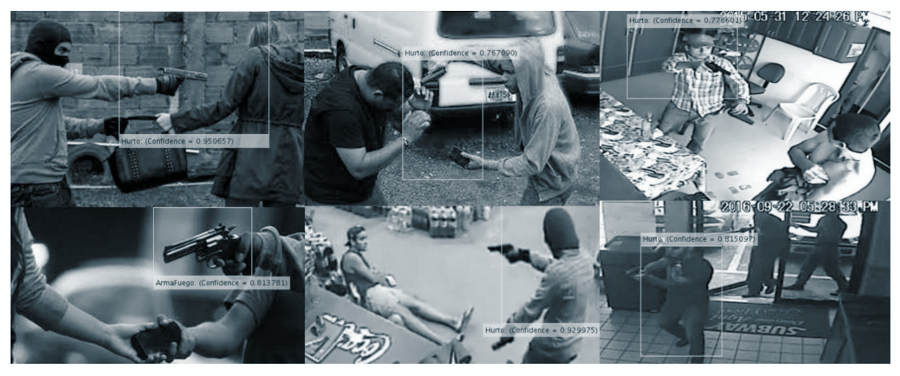 Hurto: (Confidence = 0.950657)
Hurto: (Confidence = 0.767090)
Hurto: (Confidence = 0.778601)
05-31 12:24:26 PM
ArmaFuego: (Confidence = 0.813781)
Hurto: (Confidence = 0.929975)
2016-09-22 05:28:33 PM
Hurto: (Confidence = 0.815097)
SUBWAY